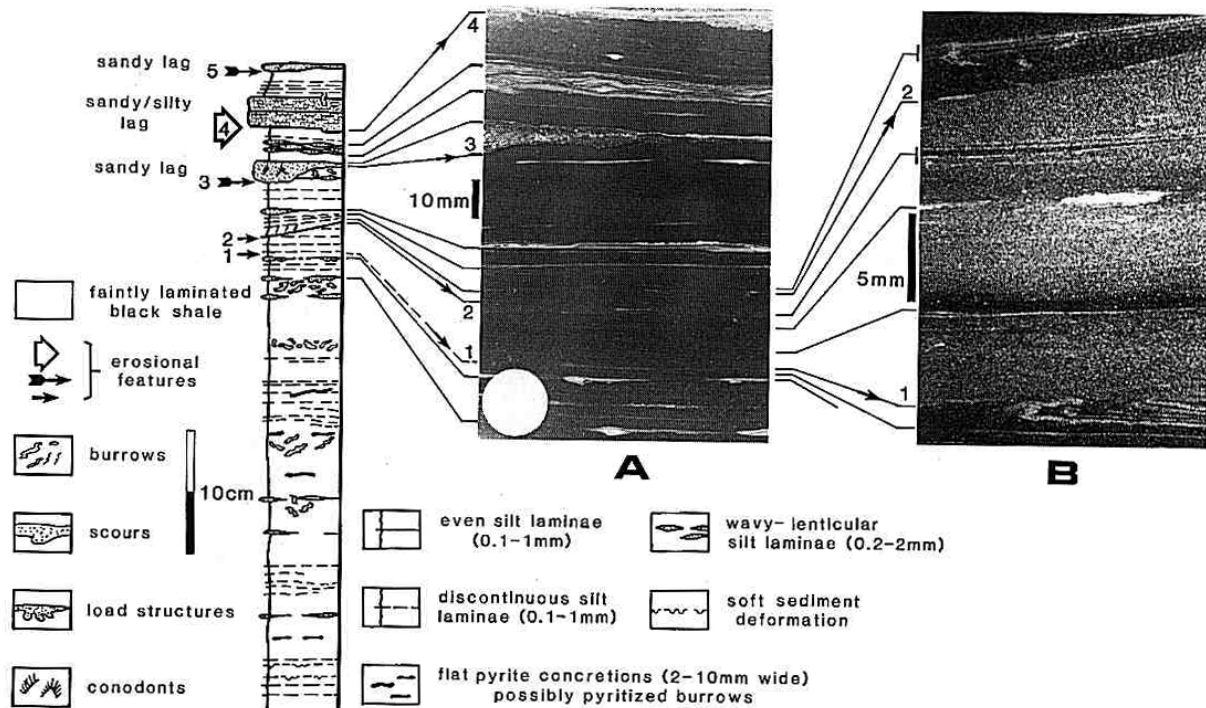 sandy lag
5
sandy/silty
lag
4
sandy lag
3
2
1
4
3
10mm
2
1
A
2
5mm
1
B
faintly laminated
black shale
erosional
features
burrows
10cm
scours
load structures
conodonts
even silt laminae
(0.1-1mm)
discontinuous silt
laminae (0.1-1mm)
flat pyrite concretions (2-10mm wide)
possibly pyritized burrows
wavy-lenticular
silt laminae (0.2-2mm)
soft sediment
deformation